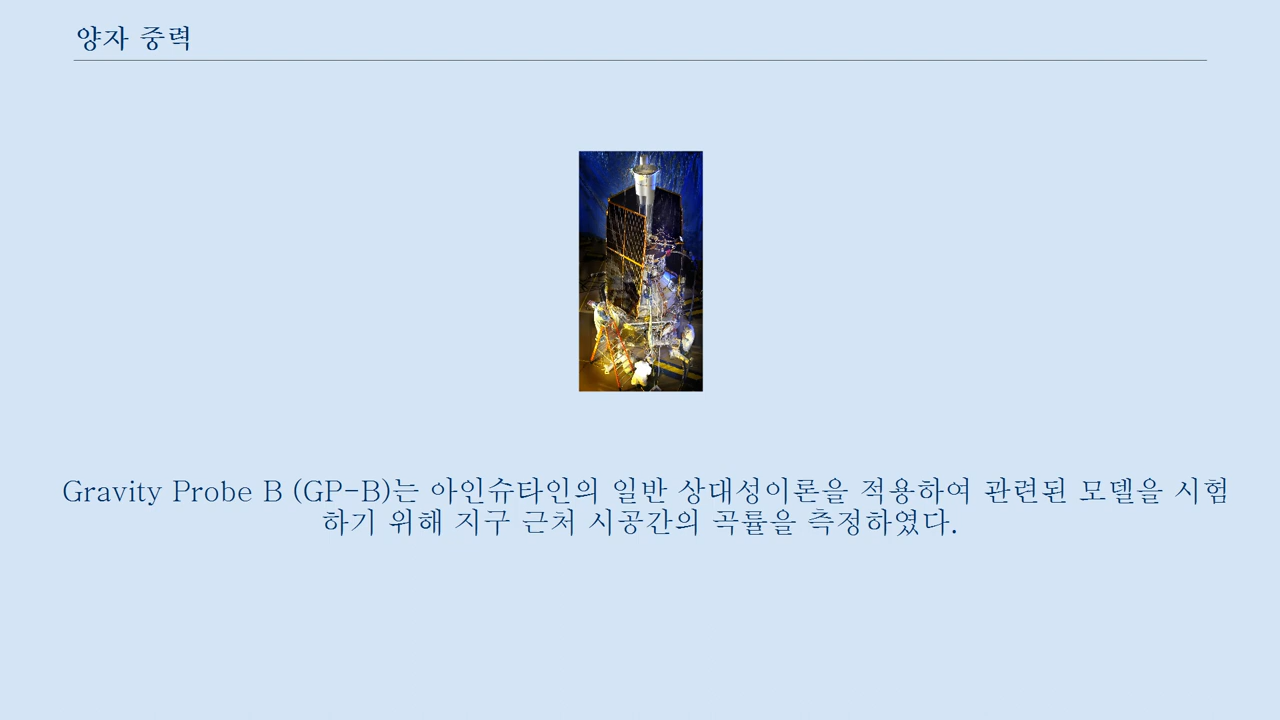 양자 중력
Gravity Probe B (GP-B)는 아인슈타인의 일반 상대성이론을 적용하여 관련된 모델을 시험
하기 위해 지구 근처 시공간의 곡률을 측정하였다.